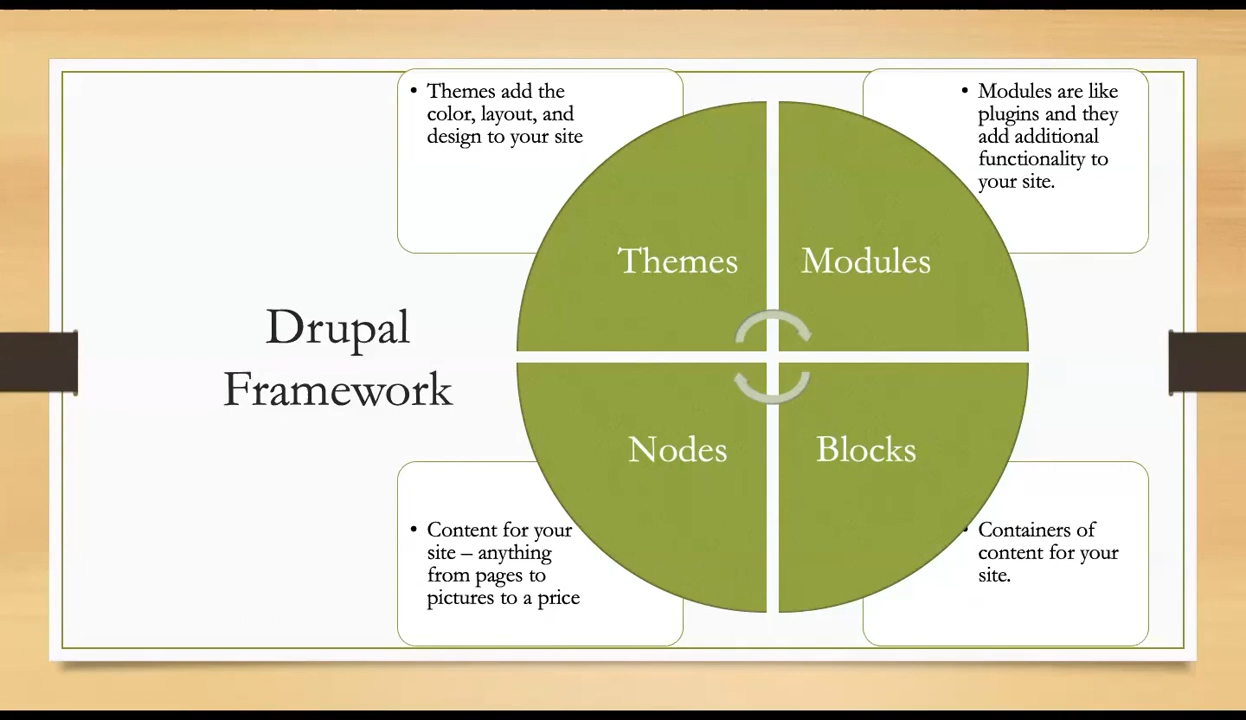 • Themes add the
color, layout, and
design to your site
• Modules are like
plugins and they
add additional
functionality to
your site.
Themes
Modules
Drupal
Framework
Nodes
Blocks
• Content for your
site – anything
from pages to
pictures to a price
• Containers of
content for your
site.